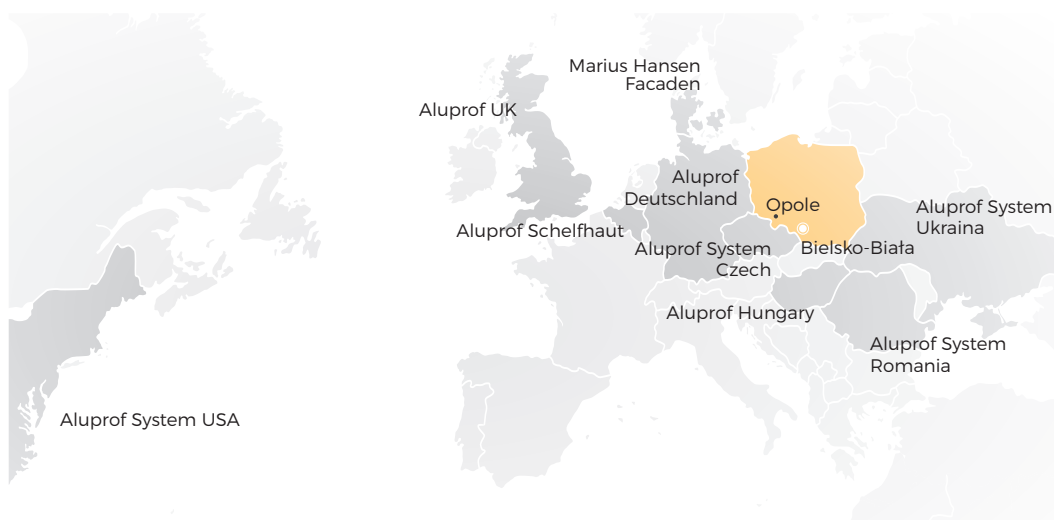 Marius Hansen
Facaden
Aluprof UK
Aluprof
Deutschland
Opole
Aluprof System
Ukraina
Aluprof Schelfhaut
Aluprof System
Czech
Bielsko-Biała
Aluprof Hungary
Aluprof System
Romania
Aluprof System USA